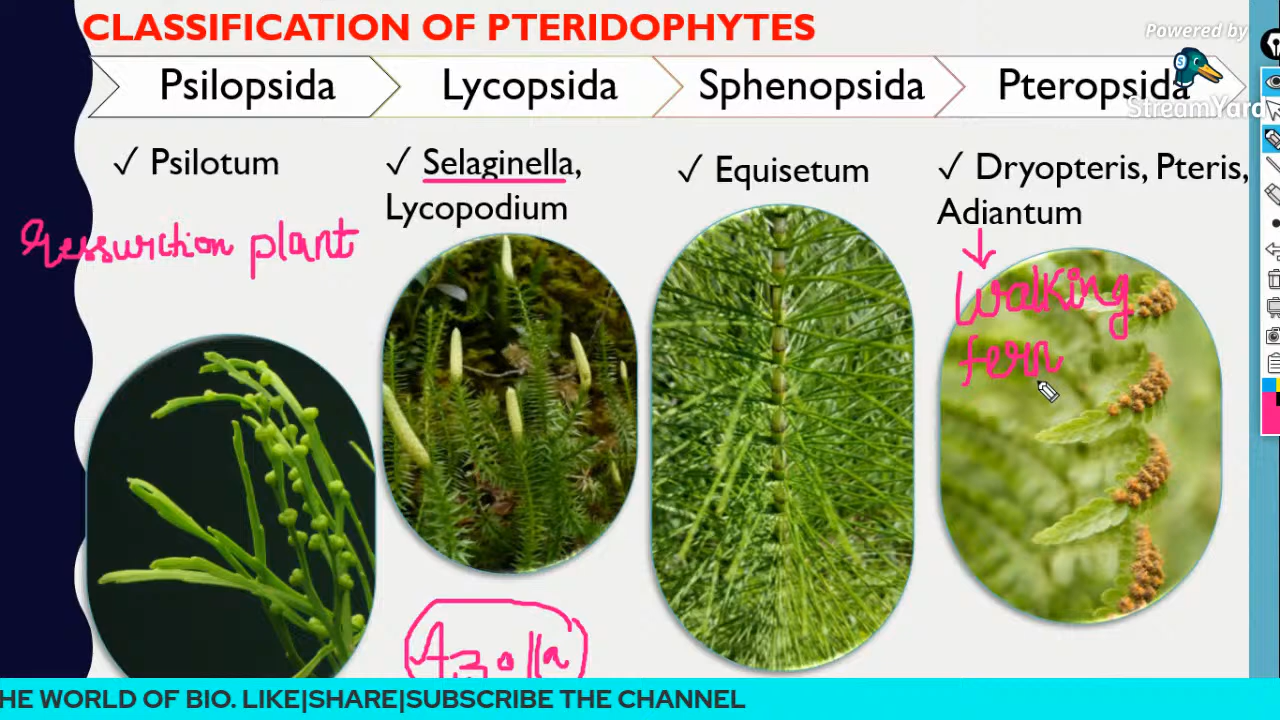 CLASSIFICATION OF PTERIDOPHYTES
Powered by
StreamYard
Psilopsida
Lycopsida
Sphenopsida
Pteropsida
✓ Psilotum
✓ Selaginella,
Lycopodium
✓ Equisetum
✓ Dryopteris, Pteris,
Adiantum
Ressurction plant
Walking
fern
Azolla
HE WORLD OF BIO. LIKE|SHARE|SUBSCRIBE THE CHANNEL